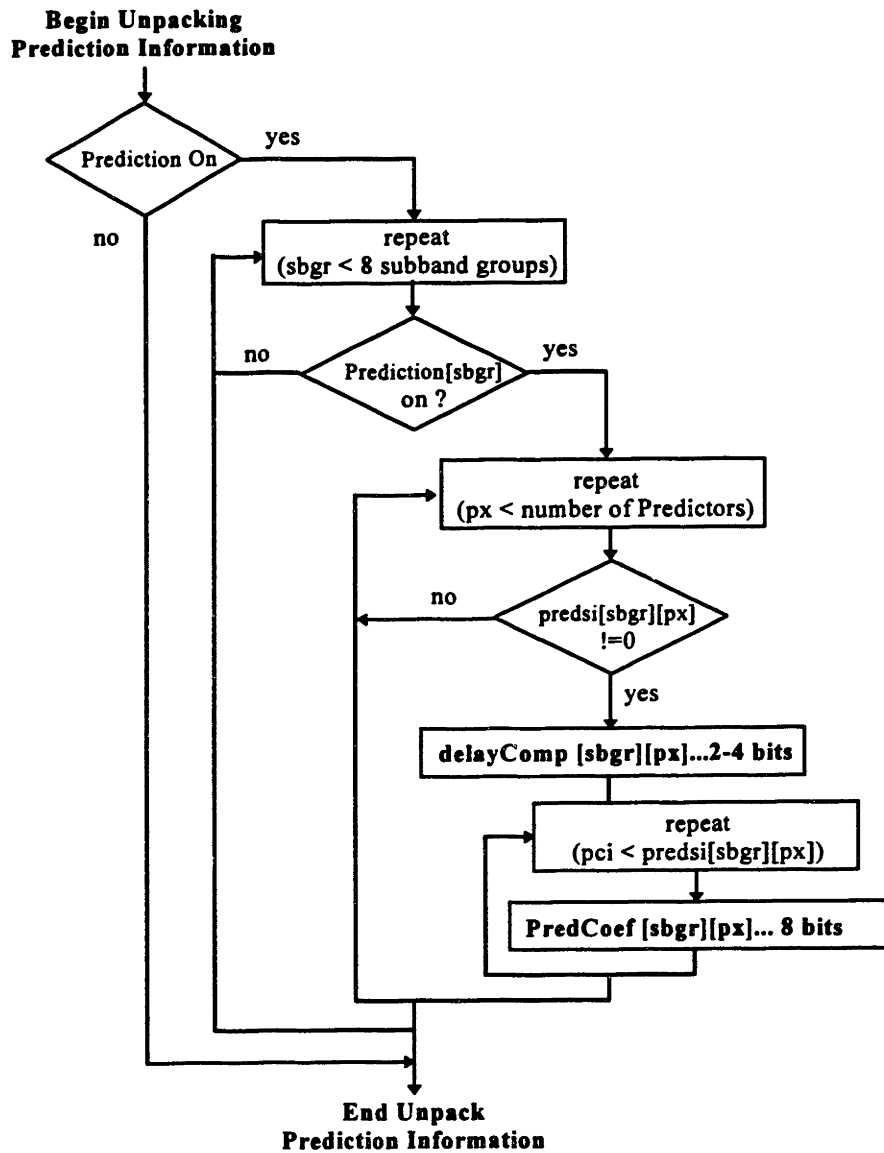 Begin Unpacking
Prediction Information
yes
Prediction On
no
repeat
(sbgr < 8 subband groups)
no
yes
Prediction[sbgr]
on ?
repeat
(px < number of Predictors)
no
predsi[sbgr][px]
!=0
yes
delayComp [sbgr][px]...2-4 bits
repeat
(pci < predsi[sbgr][px])
PredCoef [sbgr][px]... 8 bits
End Unpack
Prediction Information